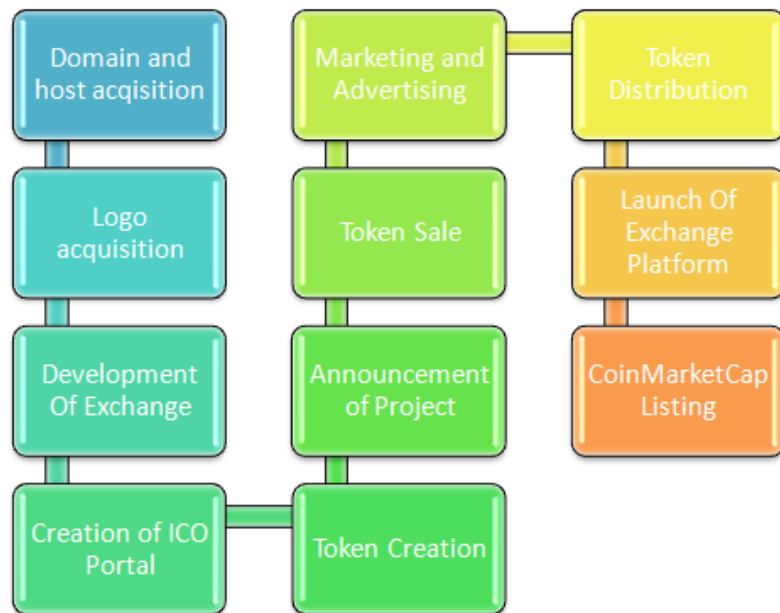 Domain and
host acqisition
Logo
acquisition
Development
Of Exchange
Creation of ICO
Portal
Token Creation
Announcement
of Project
Token Sale
Marketing and
Advertising
Token
Distribution
Launch Of
Exchange
Platform
CoinMarketCap
Listing